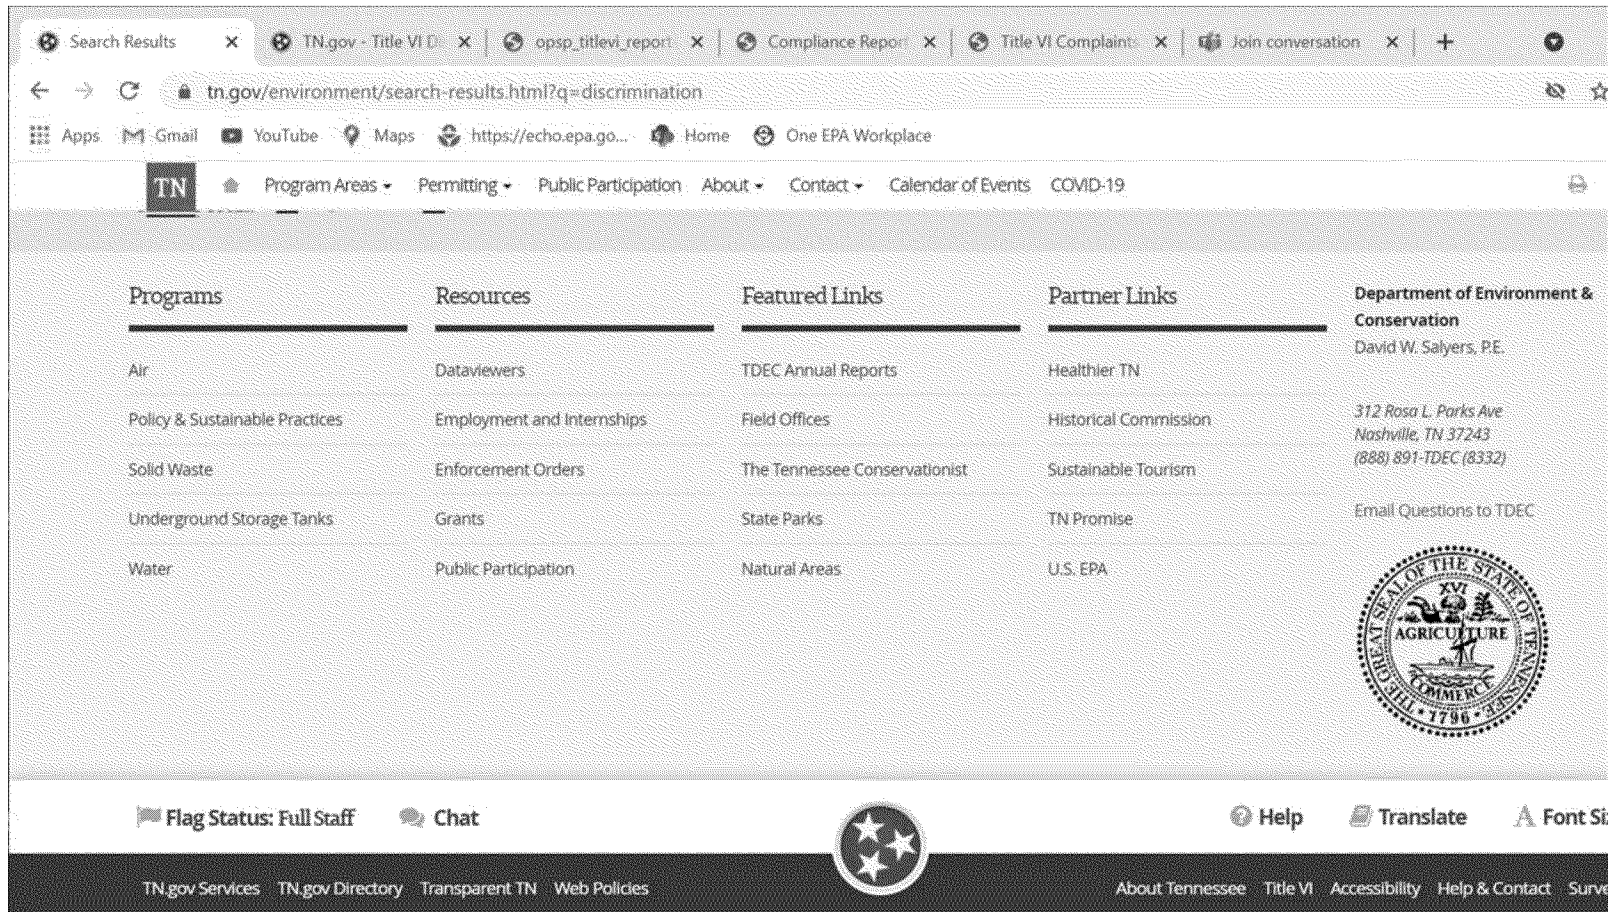 Search Results
TN.gov - Title VI Di
opsp_titlevi_report
Compliance Report
Title VI Complaints
Join conversation
tn.gov/environment/search-results.html?q=discrimination
Apps Gmail YouTube Maps https://echo.epa.go... Home One EPA Workplace
TN Program Areas Permitting Public Participation About Contact Calendar of Events COVID-19
Programs
Air
Policy & Sustainable Practices
Solid Waste
Underground Storage Tanks
Water
Resources
Dataviewers
Employment and Internships
Enforcement Orders
Grants
Public Participation
Featured Links
TDEC Annual Reports
Field Offices
The Tennessee Conservationist
State Parks
Natural Areas
Partner Links
Healthier TN
Historical Commission
Sustainable Tourism
TN Promise
U.S. EPA
Department of Environment &
Conservation
David W. Salyers, P.E.
312 Rosa L. Parks Ave
Nashville, TN 37243
(888) 891-TDEC (8332)
Email Questions to TDEC
THE GREAT SEAL OF THE STATE OF TENNESSEE
XVI
AGRICULTURE
COMMERCE
1796
Flag Status: Full Staff Chat Help Translate Font Si
TN.gov Services TN.gov Directory Transparent TN Web Policies About Tennessee Title VI Accessibility Help & Contact Surve